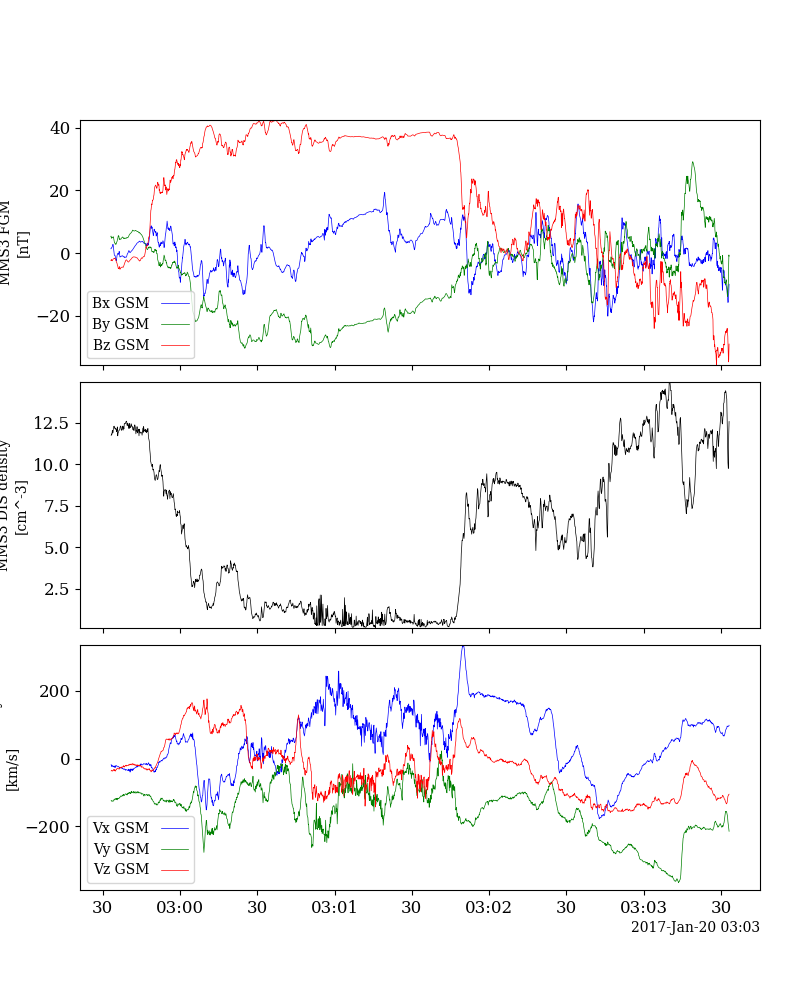 40
20
0
−20
MMS3 FGM
[nT]
Bx GSM
By GSM
Bz GSM
12.5
10.0
7.5
5.0
2.5
MMS3 DIS density
[cm^-3]
200
0
−200
[km/s]
Vx GSM
Vy GSM
Vz GSM
30 03:00 30 03:01 30 03:02 30 03:03 30
2017-Jan-20 03:03